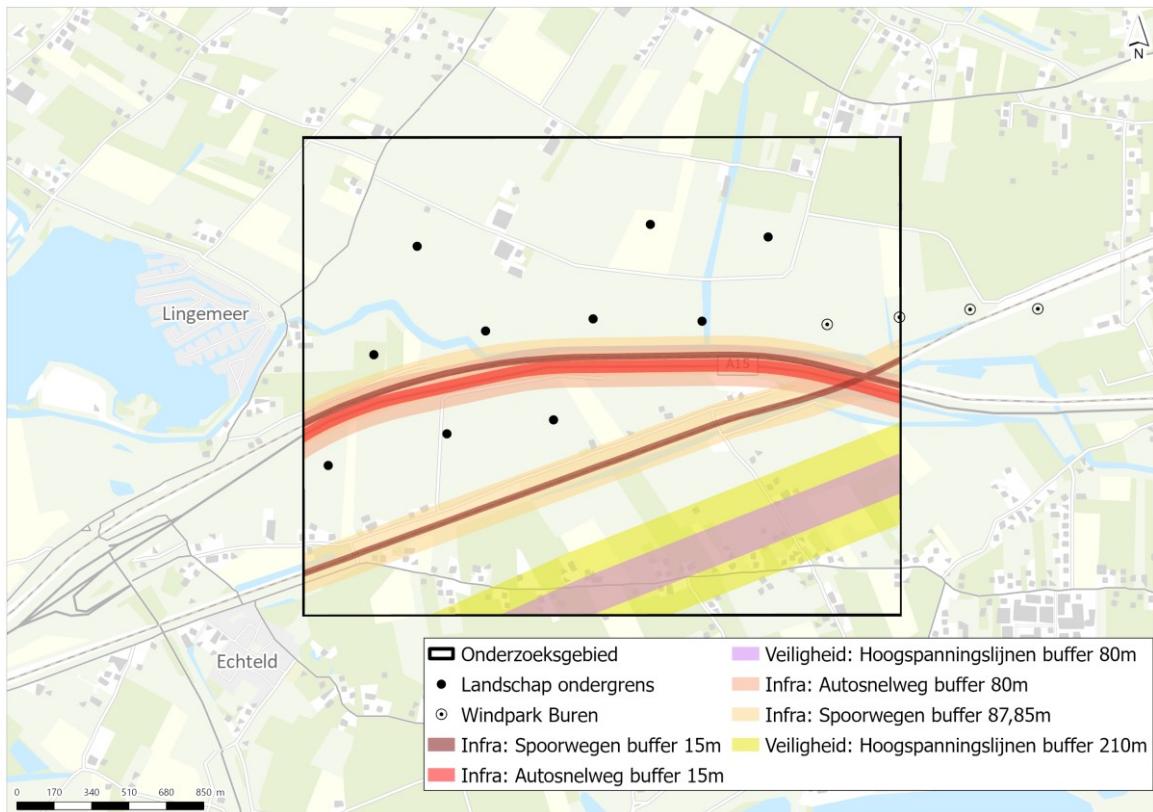 N
Lingemeer
A15
Echteld
Onderzoeksgebied
Landschap ondergrens
Windpark Buren
Infra: Spoorwegen buffer 15m
Infra: Autosnelweg buffer 15m
Veiligheid: Hoogspanningslijnen buffer 80m
Infra: Autosnelweg buffer 80m
Infra: Spoorwegen buffer 87,85m
Veiligheid: Hoogspanningslijnen buffer 210m
0 170 340 510 680 850 m